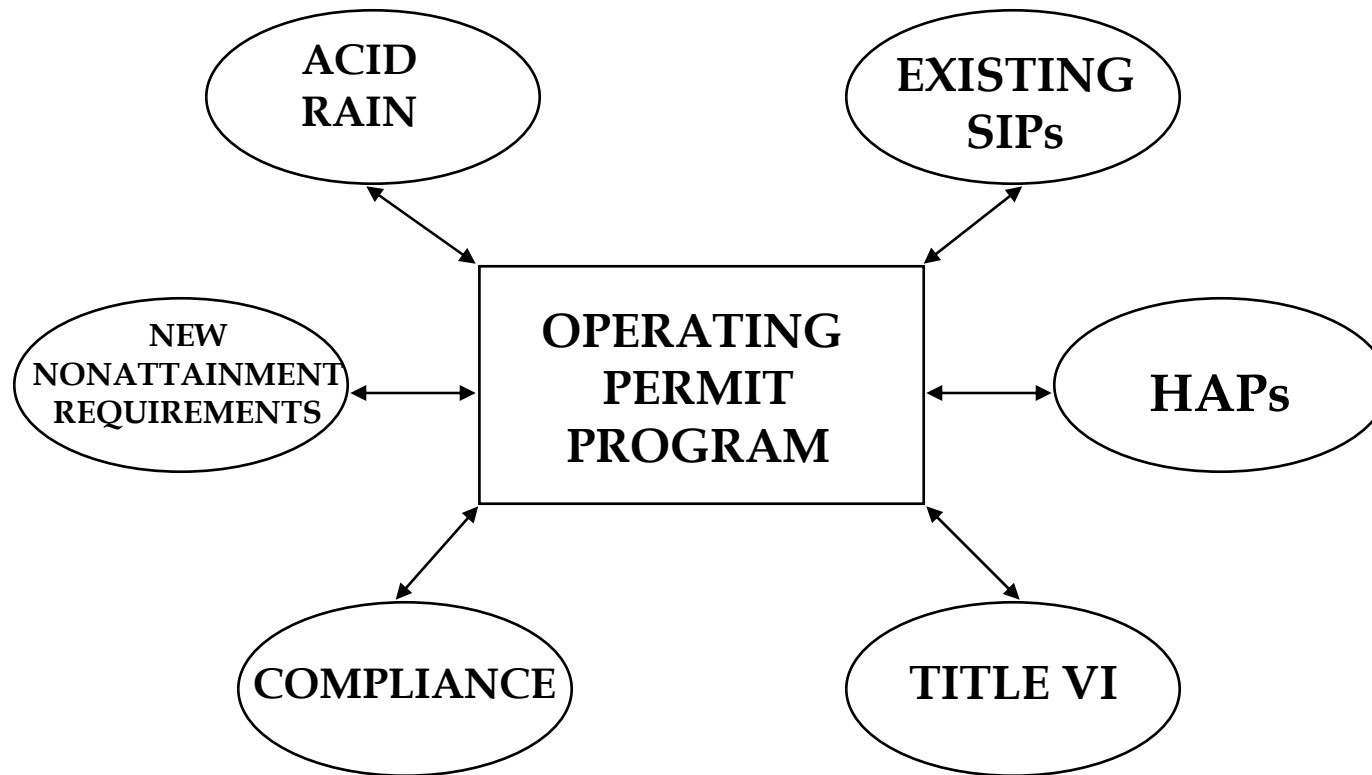 ACID
RAIN
EXISTING
SIPs
NEW
NONATTAINMENT
REQUIREMENTS
OPERATING
PERMIT
PROGRAM
HAPs
COMPLIANCE
TITLE VI